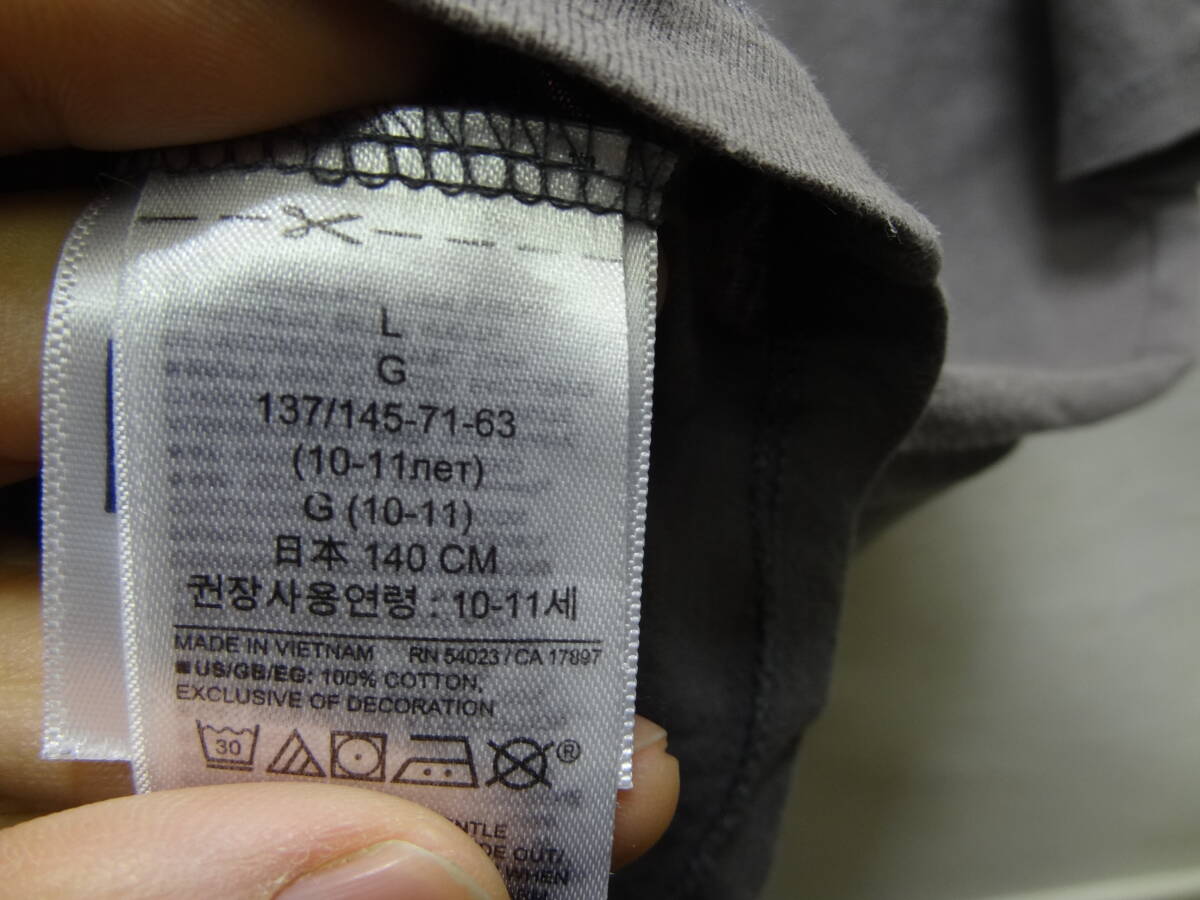 L
G
137/145-71-63
(10-11лет)
G (10-11)
日本 140 CM
권장사용연령 : 10-11세
MADE IN VIETNAM RN 54023 / CA 17897
■ US/GB/EG: 100% COTTON,
EXCLUSIVE OF DECORATION
30 ®
OUT/